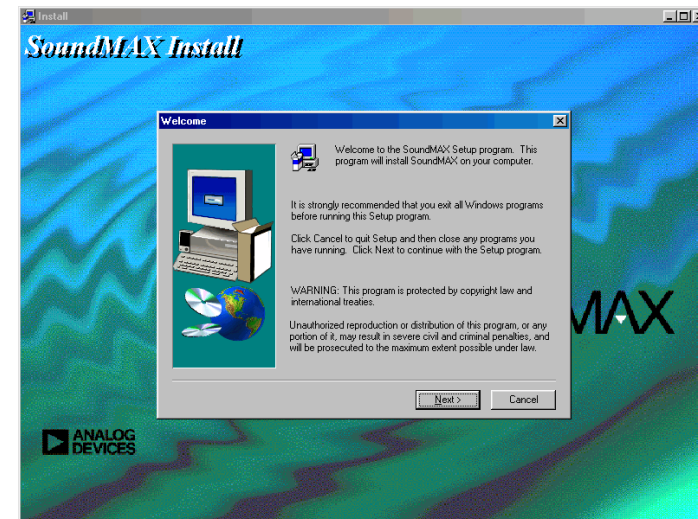 Install
SoundMAX Install
Welcome
Welcome to the SoundMAX Setup program. This
program will install SoundMAX on your computer.
It is strongly recommended that you exit all Windows programs
before running this Setup program.
Click Cancel to quit Setup and then close any programs you
have running. Click Next to continue with the Setup program.
WARNING: This program is protected by copyright law and
international treaties.
Unauthorized reproduction or distribution of this program, or any
portion of it, may result in severe civil and criminal penalties, and
will be prosecuted to the maximum extent possible under law.
MAX
Next >
Cancel
ANALOG
DEVICES